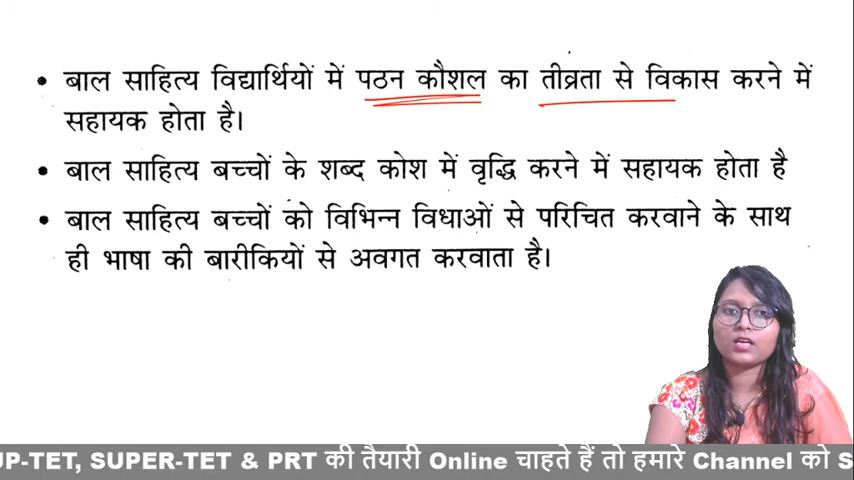 • बाल साहित्य विद्यार्थियों में पठन कौशल का तीव्रता से विकास करने में
सहायक होता है।
• बाल साहित्य बच्चों के शब्द कोश में वृद्धि करने में सहायक होता है
• बाल साहित्य बच्चों को विभिन्न विधाओं से परिचित करवाने के साथ
ही भाषा की बारीकियों से अवगत करवाता है।
UP-TET, SUPER-TET & PRT की तैयारी Online चाहते हैं तो हमारे Channel को S